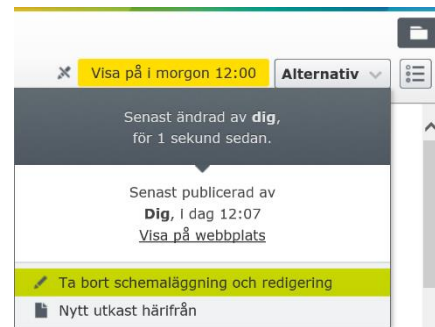 Visa på i morgon 12:00 Alternativ
Senast ändrad av dig,
för 1 sekund sedan.
Senast publicerad av
Dig, I dag 12:07
Visa på webbplats
Ta bort schemaläggning och redigering
Nytt utkast härifrån